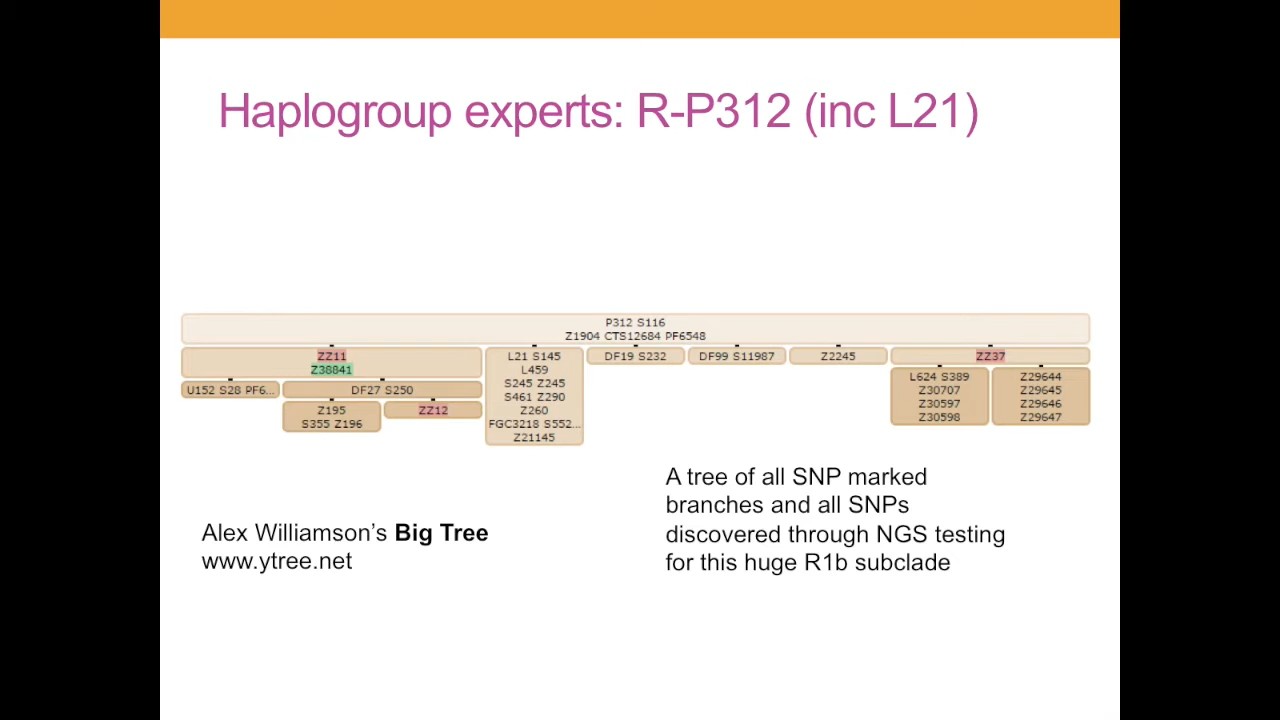 Haplogroup experts: R-P312 (inc L21)
P312 S116
Z1904 CTS12684 PF6548
ZZ11
Z38841
U152 S28 PF6...
DF27 S250
Z195
S355 Z196
ZZ12
L21 S145
L459
S245 Z245
S461 Z290
Z260
FGC3218 S552...
Z21145
DF19 S232
DF99 S11987
Z2245
ZZ37
L624 S389
Z30707
Z30597
Z30598
Z29644
Z29645
Z29646
Z29647
Alex Williamson’s Big Tree
www.ytree.net
A tree of all SNP marked
branches and all SNPs
discovered through NGS testing
for this huge R1b subclade